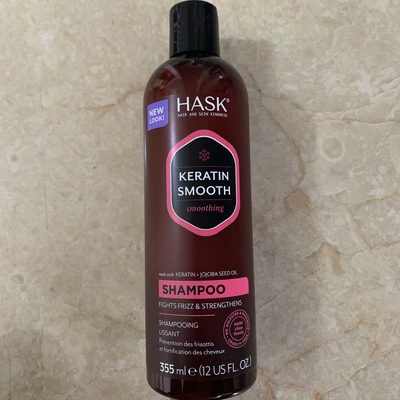 NEW
LOOK!
HASK®
HAIR AND SKIN KINDNESS
KERATIN
SMOOTH
smoothing
made with KERATIN + JOJOBA SEED OIL
SHAMPOO
FIGHTS FRIZZ & STRENGTHENS
SHAMPOOING
LISSANT
Prévention des frisottis
et fortification des cheveux
355 ml e (12 US FL. OZ.)